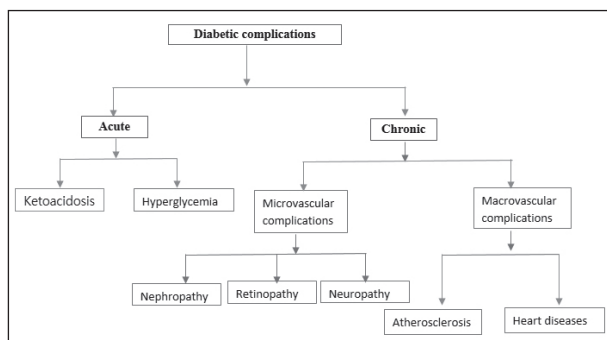 Diabetic complications
Acute
Chronic
Ketoacidosis
Hyperglycemia
Microvascular
complications
Macrovascular
complications
Nephropathy
Retinopathy
Neuropathy
Atherosclerosis
Heart diseases